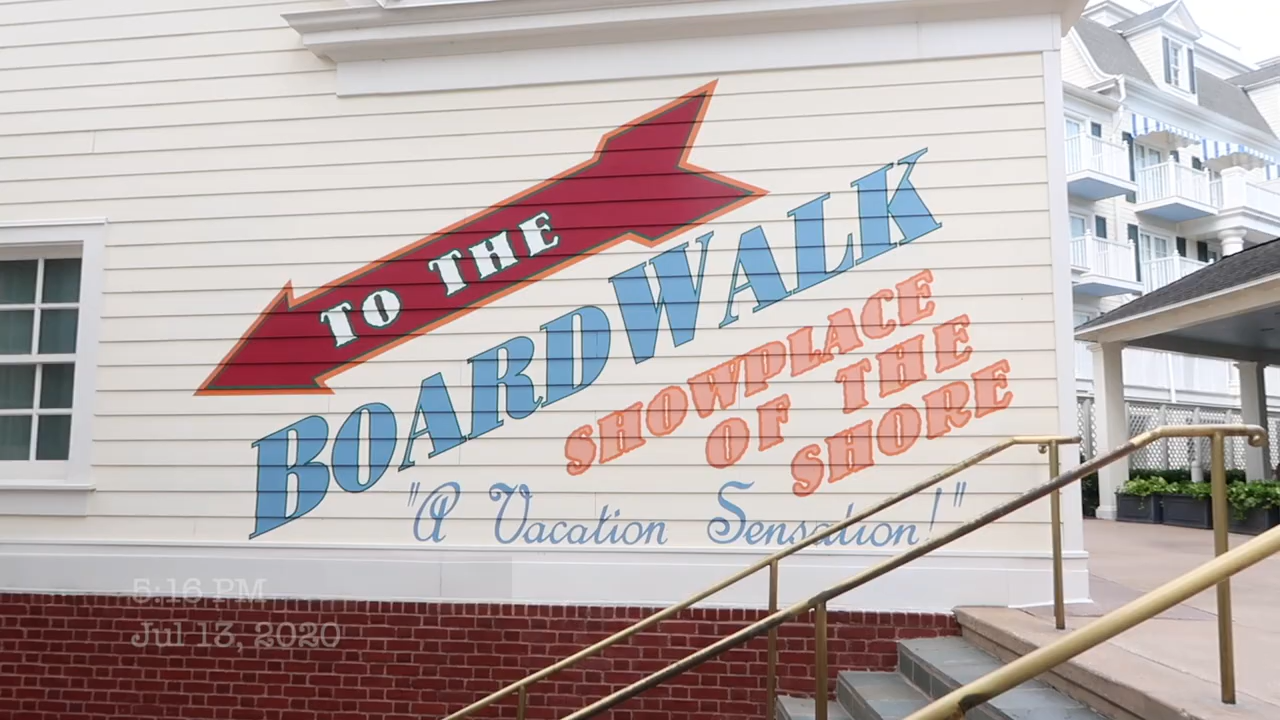 TO THE
BOARDWALK
SHOWPLACE
OF THE
SHORE
"A Vacation Sensation!"
5:16 PM
Jul 13, 2020